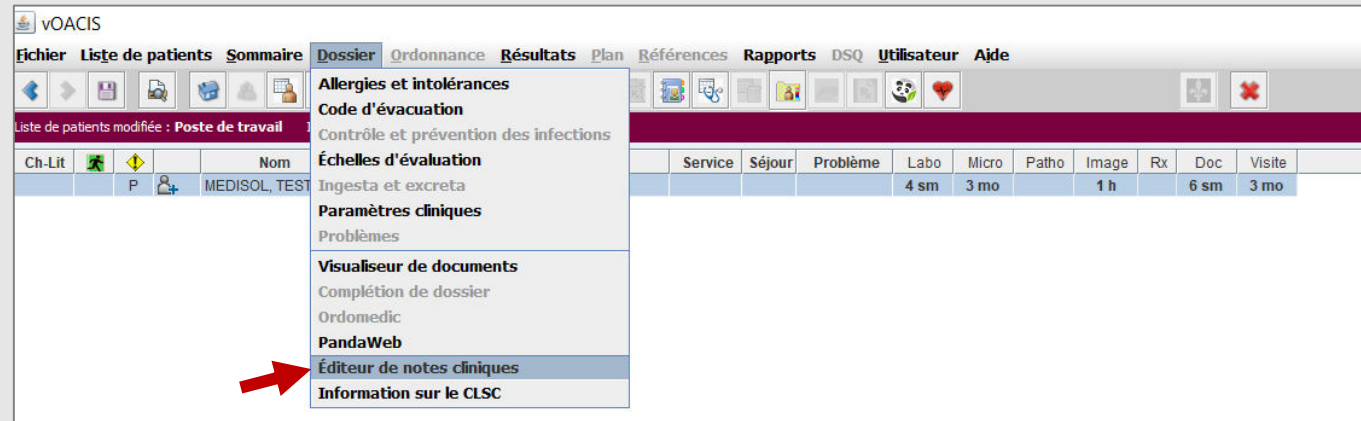 vOACIS
Fichier Liste de patients Sommaire Dossier Ordonnance Résultats Plan Références Rapports DSQ Utilisateur Aide
Liste de patients modifiée : Poste de travail
Ch-Lit Nom Service Séjour Problème Labo Micro Patho Image Rx Doc Visite
P MEDISOL, TEST 4 sm 3 mo 1 h 6 sm 3 mo
Allergies et intolérances
Code d'évacuation
Contrôle et prévention des infections
Échelles d'évaluation
Ingesta et excreta
Paramètres cliniques
Problèmes
Visualiseur de documents
Complétion de dossier
Ordomedic
PandaWeb
Éditeur de notes cliniques
Information sur le CLSC